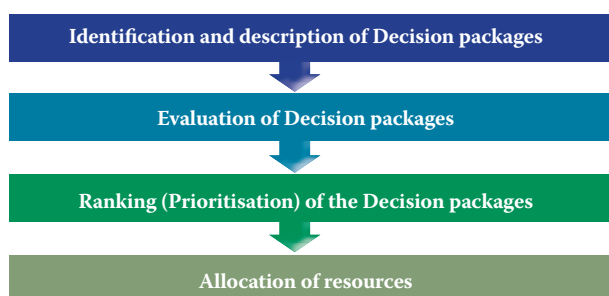 Identification and description of Decision packages
Evaluation of Decision packages
Ranking (Prioritisation) of the Decision packages
Allocation of resources